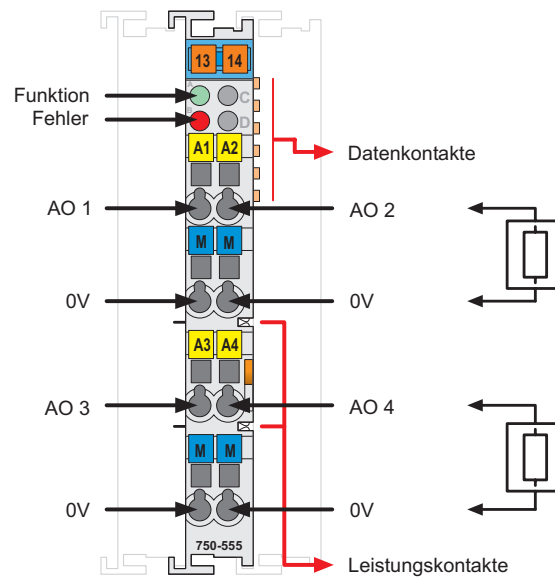 13 14
A
C
Funktion
B
D
Fehler
A1 A2
Datenkontakte
AO 1
AO 2
M M
0V
0V
A3 A4
AO 3
AO 4
M M
0V
0V
750-555
Leistungskontakte